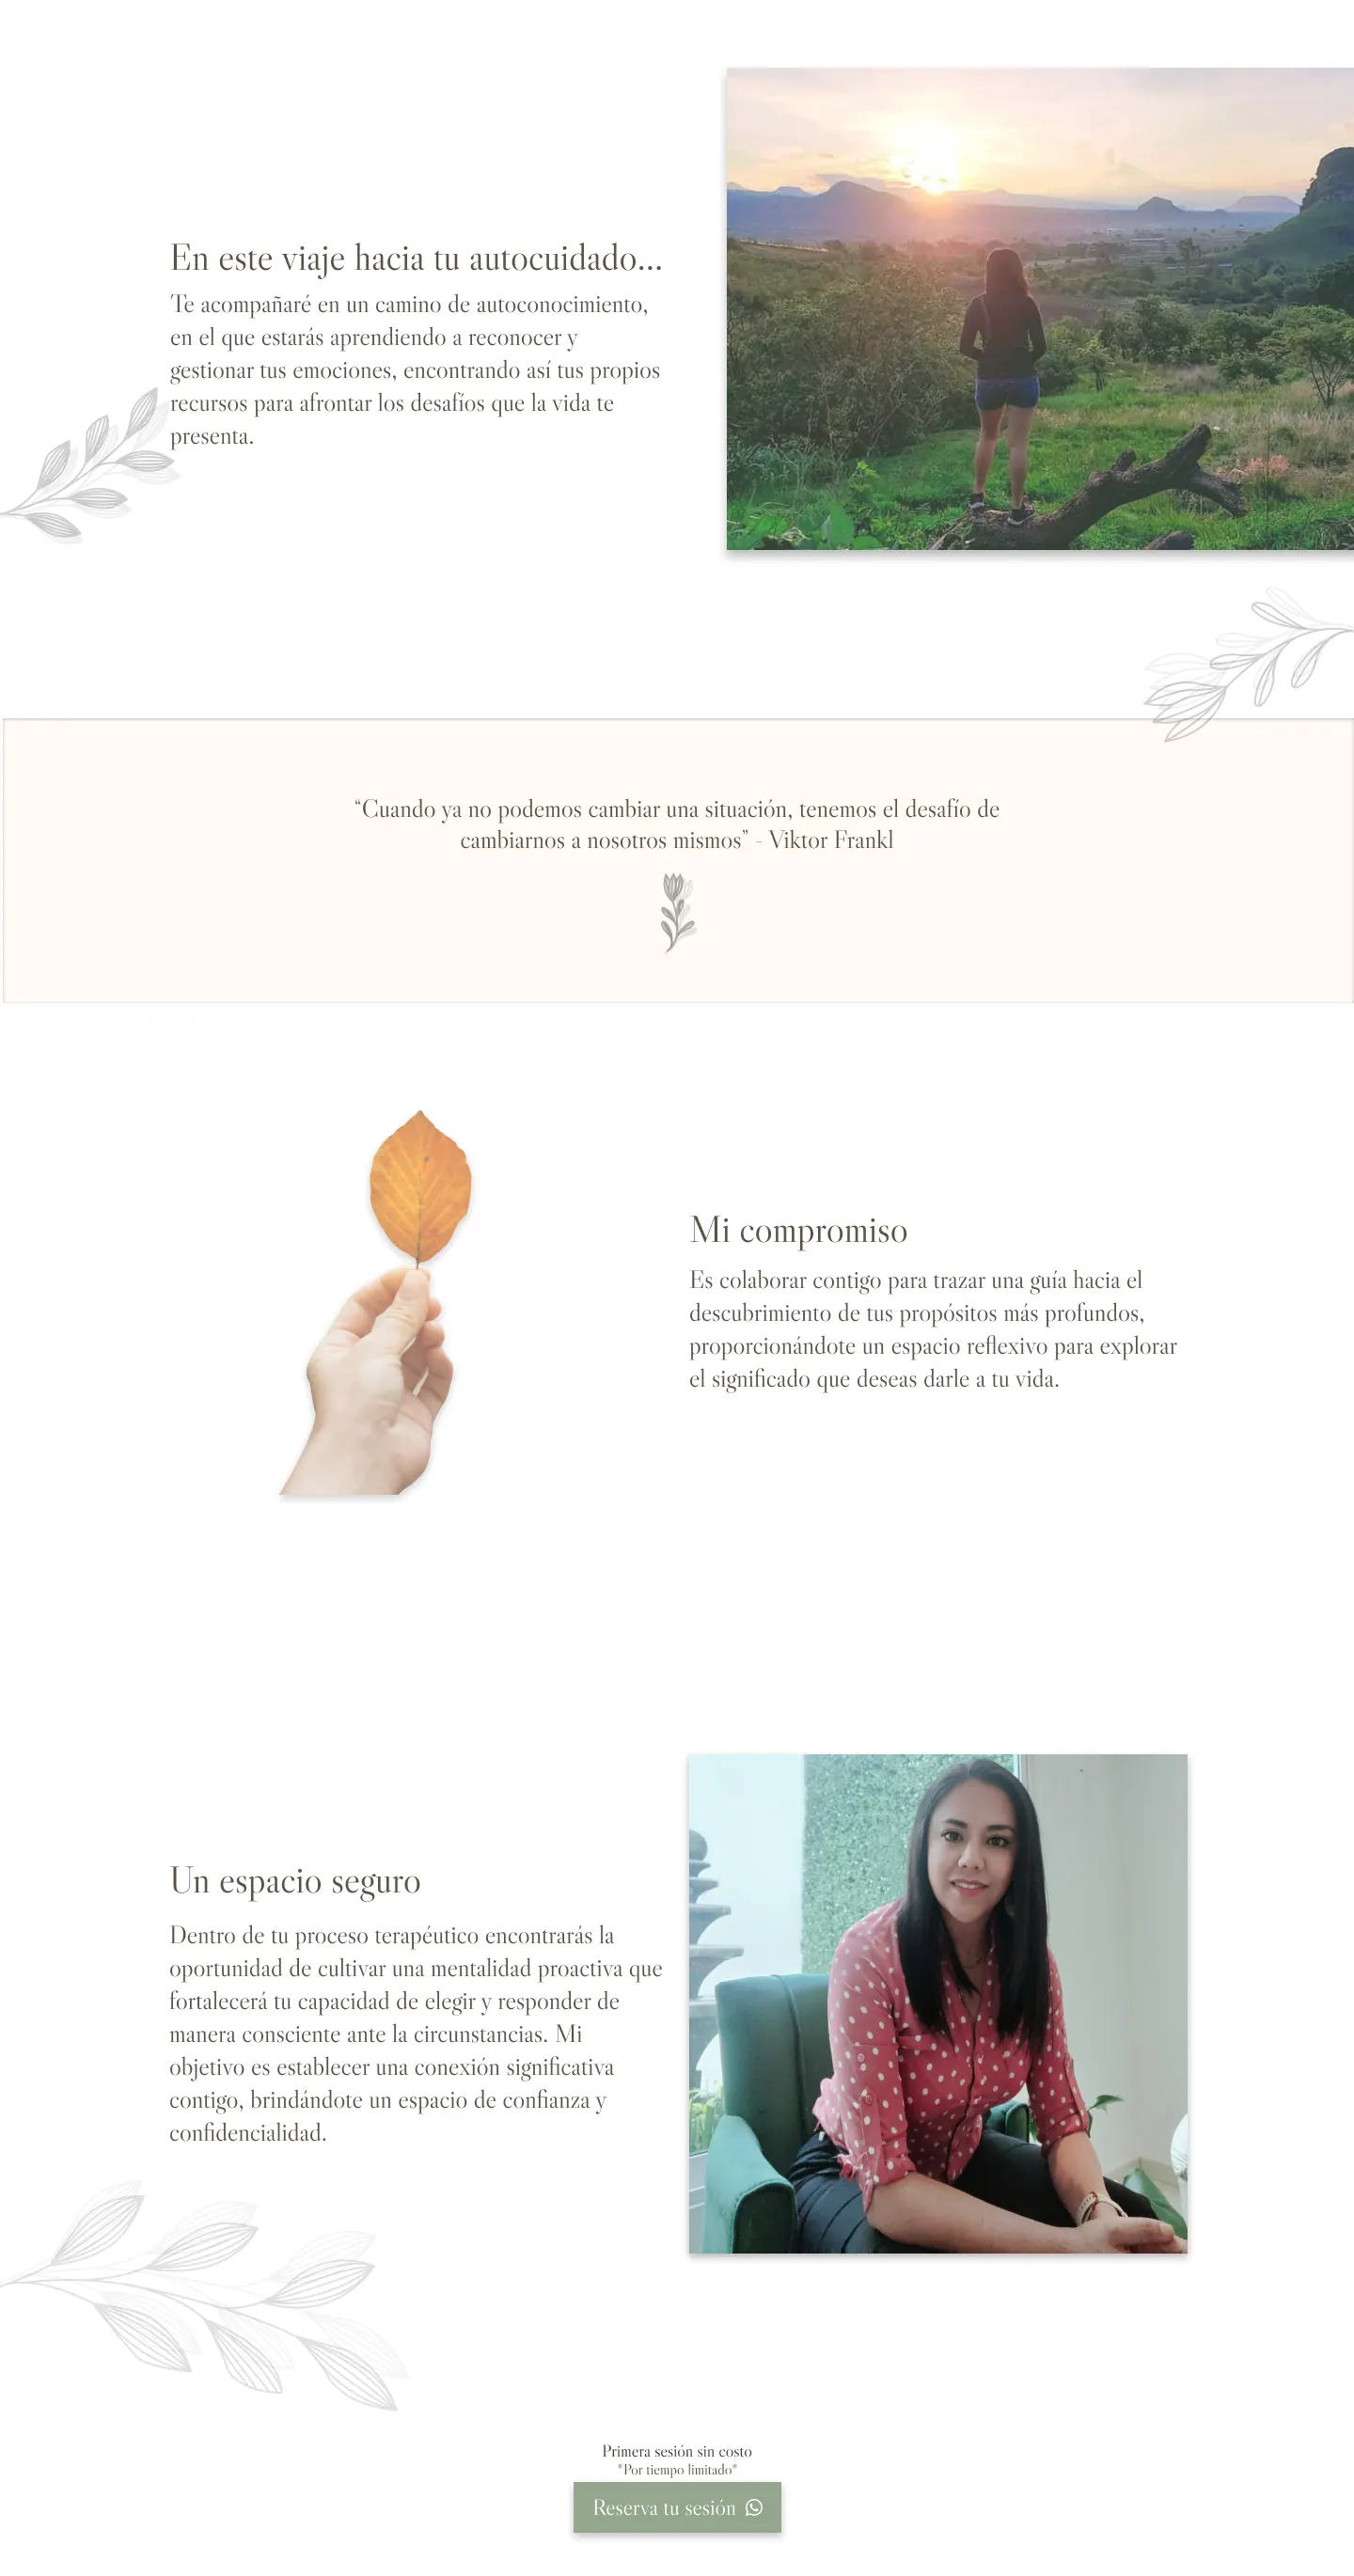 En este viaje hacia tu autocuidado...
Te acompañaré en un camino de autoconocimiento,
en el que estarás aprendiendo a reconocer y
gestionar tus emociones, encontrando así tus propios
recursos para afrontar los desafíos que la vida te
presenta.
“Cuando ya no podemos cambiar una situación, tenemos el desafío de
cambiarnos a nosotros mismos” - Viktor Frankl
Mi compromiso
Es colaborar contigo para trazar una guía hacia el
descubrimiento de tus propósitos más profundos,
proporcionándote un espacio reflexivo para explorar
el significado que deseas darle a tu vida.
Un espacio seguro
Dentro de tu proceso terapéutico encontrarás la
oportunidad de cultivar una mentalidad proactiva que
fortalecerá tu capacidad de elegir y responder de
manera consciente ante la circunstancias. Mi
objetivo es establecer una conexión significativa
contigo, brindándote un espacio de confianza y
confidencialidad.
Primera sesión sin costo
*Por tiempo limitado*
Reserva tu sesión